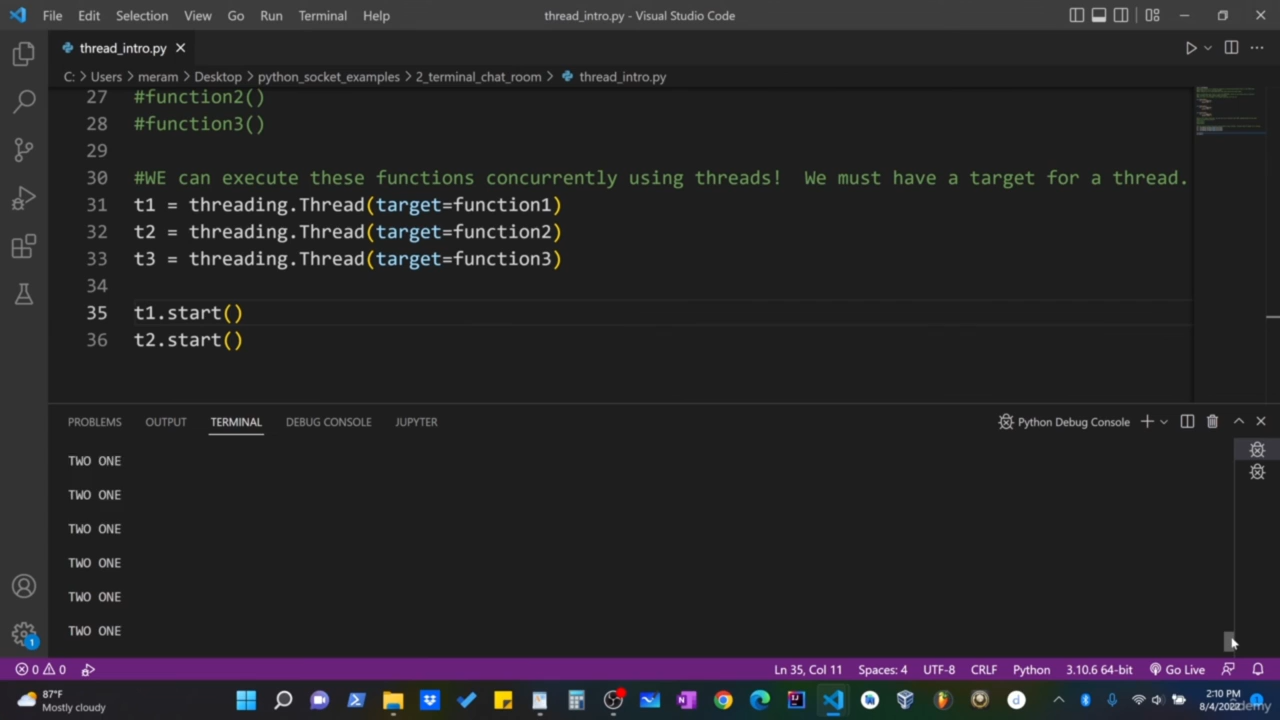 File Edit Selection View Go Run Terminal Help
thread_intro.py - Visual Studio Code
thread_intro.py
C: > Users > meram > Desktop > python_socket_examples > 2_terminal_chat_room > thread_intro.py
27 #function2()
28 #function3()
29
30 #WE can execute these functions concurrently using threads!  We must have a target for a thread.
31 t1 = threading.Thread(target=function1)
32 t2 = threading.Thread(target=function2)
33 t3 = threading.Thread(target=function3)
34
35 t1.start()
36 t2.start()
PROBLEMS OUTPUT TERMINAL DEBUG CONSOLE JUPYTER
Python Debug Console
TWO ONE
TWO ONE
TWO ONE
TWO ONE
TWO ONE
TWO ONE
1
0 0
Ln 35, Col 11 Spaces: 4 UTF-8 CRLF Python 3.10.6 64-bit Go Live
87°F
Mostly cloudy
2:10 PM
8/4/2022